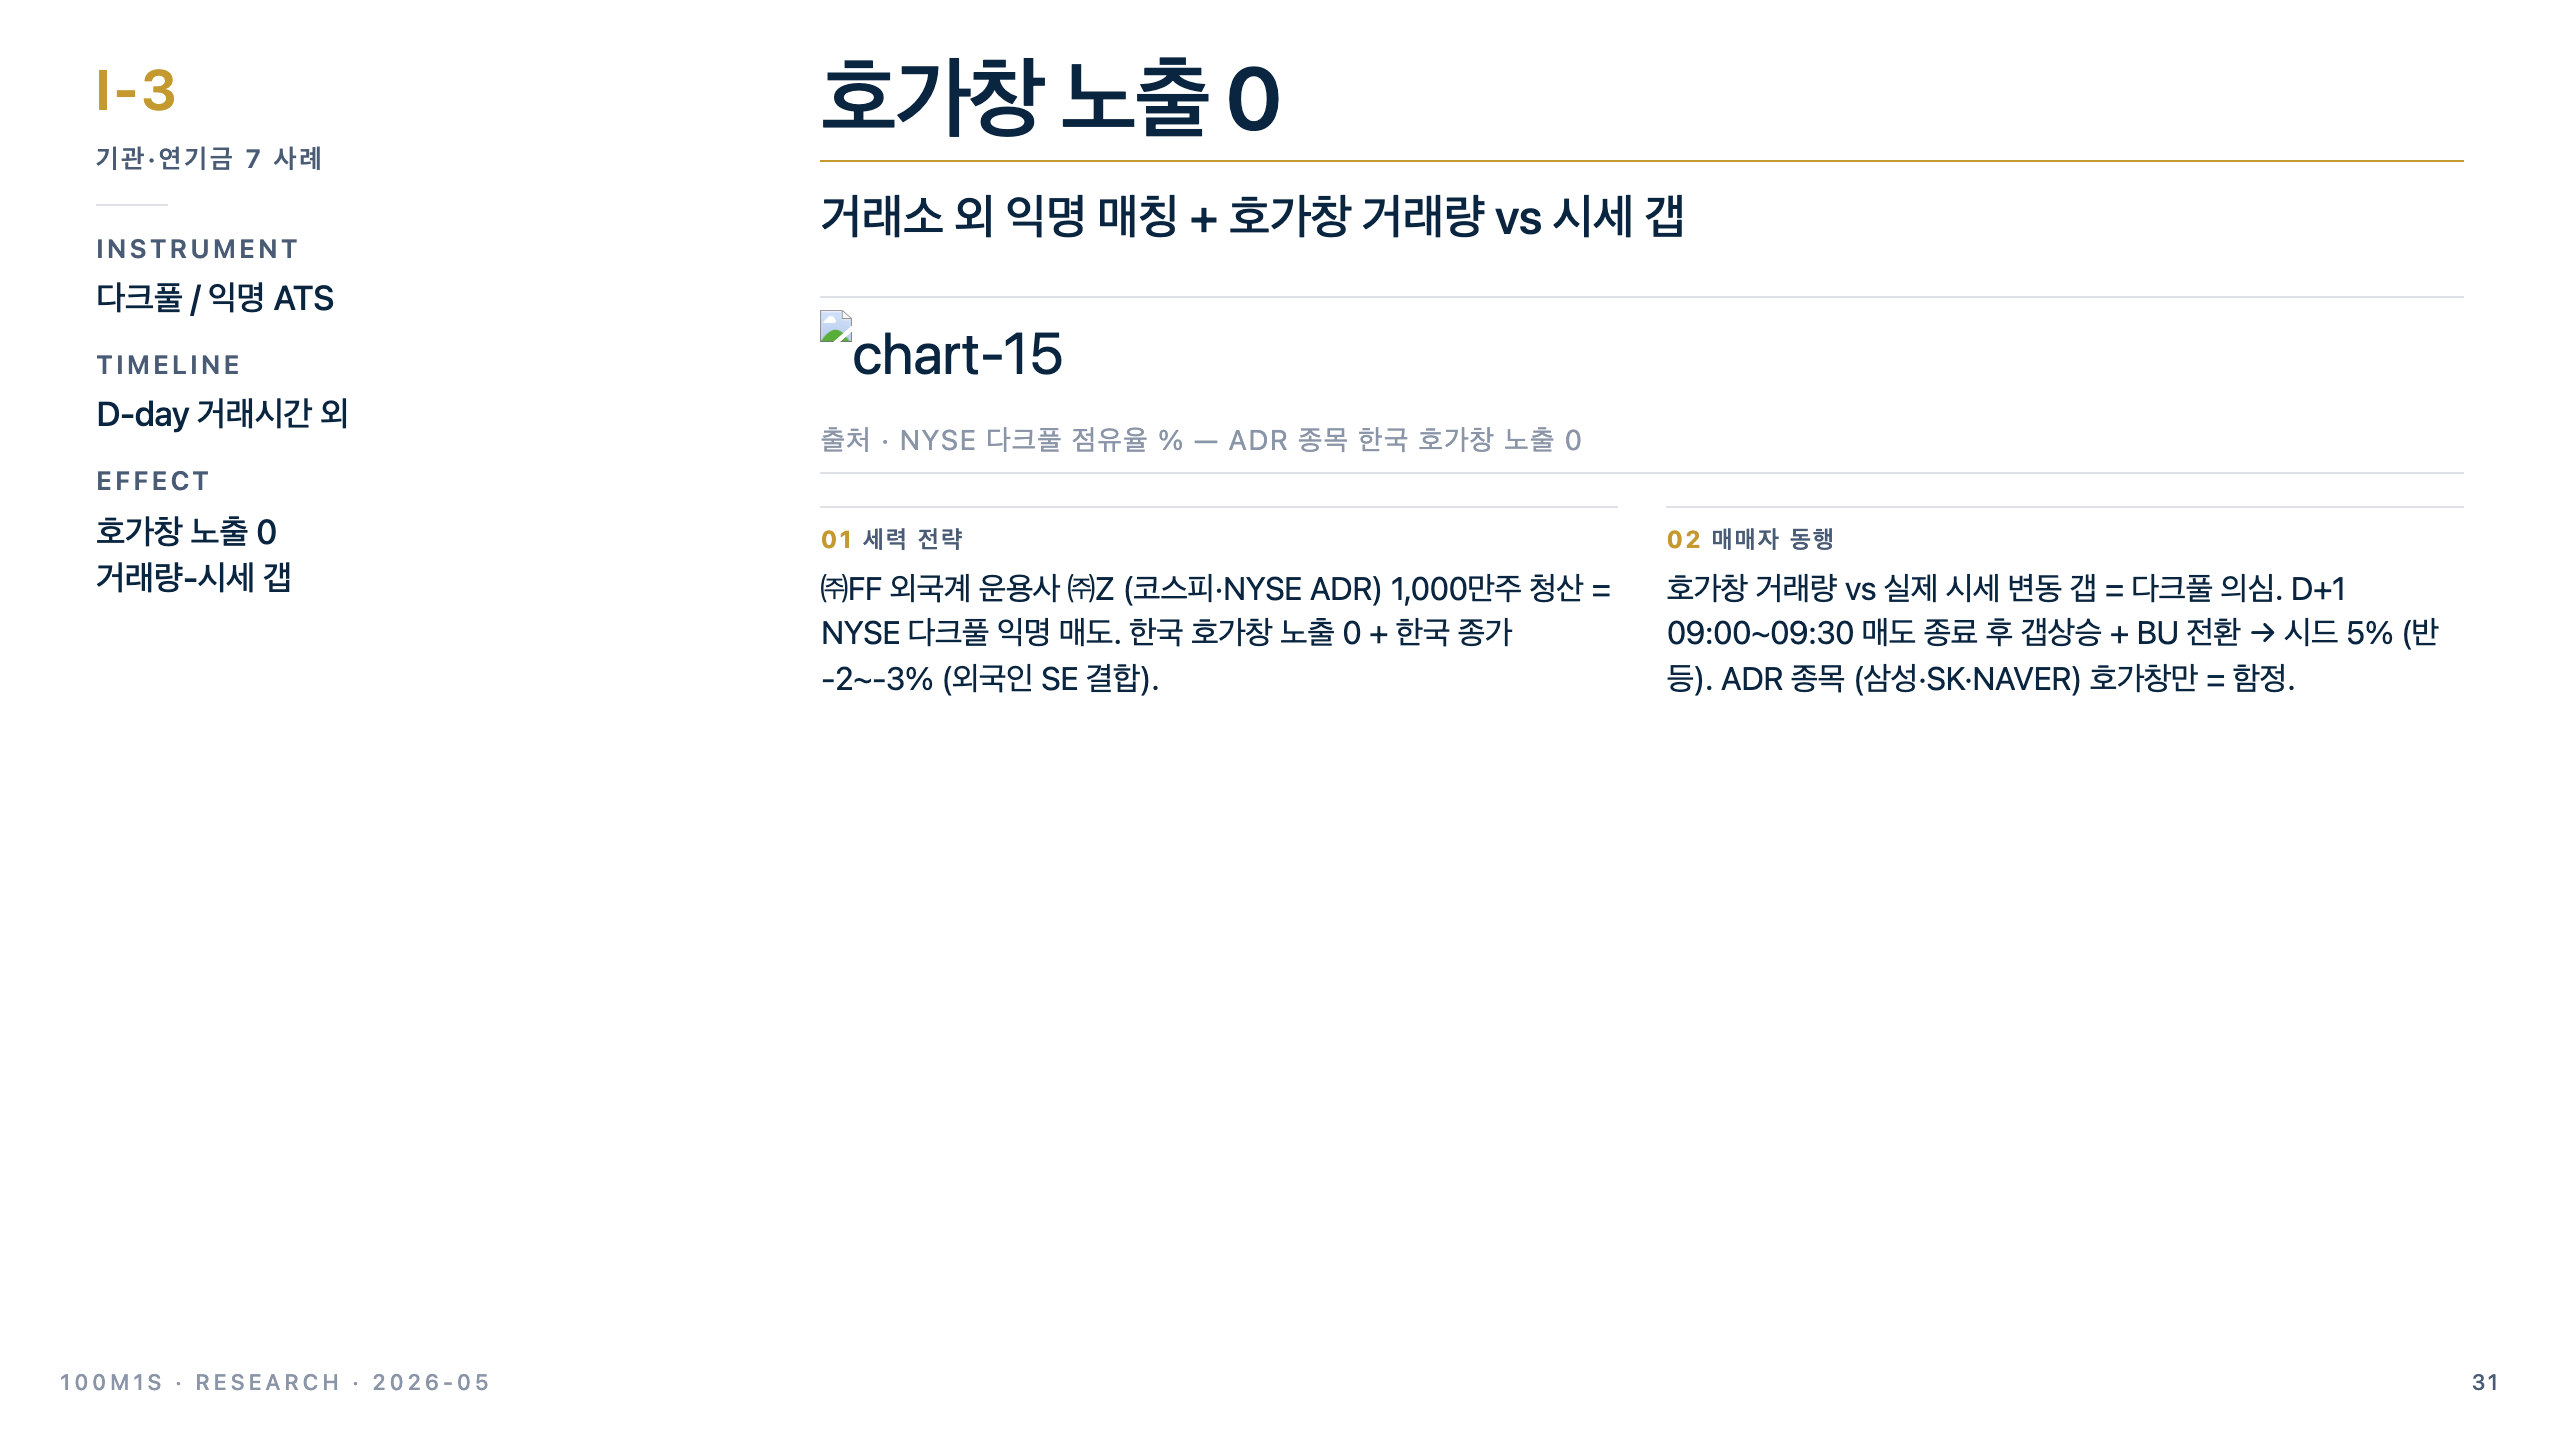 I-3
기관·연기금 7 사례
INSTRUMENT
다크풀 / 익명 ATS
TIMELINE
D-day 거래시간 외
EFFECT
호가창 노출 0
거래량-시세 갭
호가창 노출 0
거래소 외 익명 매칭 + 호가창 거래량 vs 시세 갭
chart-15
출처 · NYSE 다크풀 점유율 % — ADR 종목 한국 호가창 노출 0
01 세력 전략
㈜FF 외국계 운용사 ㈜Z (코스피·NYSE ADR) 1,000만주 청산 =
NYSE 다크풀 익명 매도. 한국 호가창 노출 0 + 한국 종가
-2~-3% (외국인 SE 결합).
02 매매자 동행
호가창 거래량 vs 실제 시세 변동 갭 = 다크풀 의심. D+1
09:00~09:30 매도 종료 후 갭상승 + BU 전환 → 시드 5% (반
등). ADR 종목 (삼성·SK·NAVER) 호가창만 = 함정.
100M1S · RESEARCH · 2026-05
31